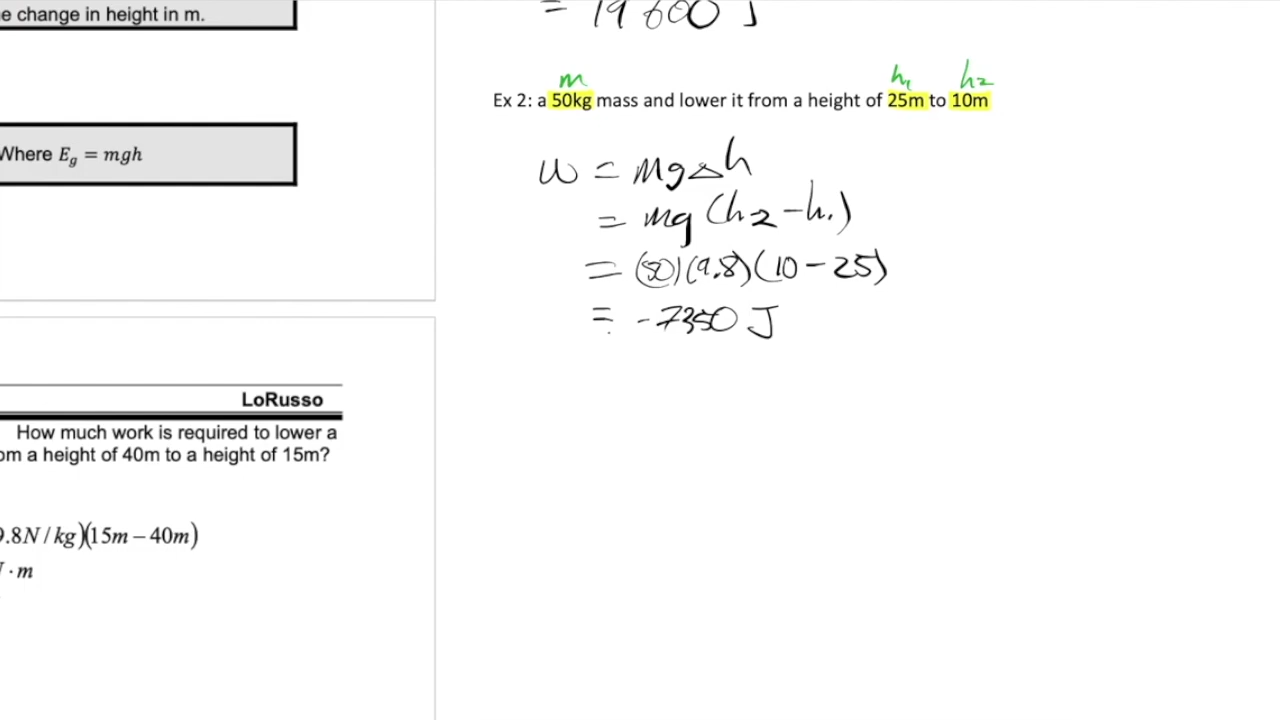 e change in height in m.
Where E_g = mgh
LoRusso
How much work is required to lower a
om a height of 40m to a height of 15m?
9.8N/kg)(15m – 40m)
· m
= 19 600 J
m h₁ h2
Ex 2: a 50kg mass and lower it from a height of 25m to 10m
W = mg△h
= mg (h2 - h₁)
= (50)(9.8)(10 - 25)
= -7350 J